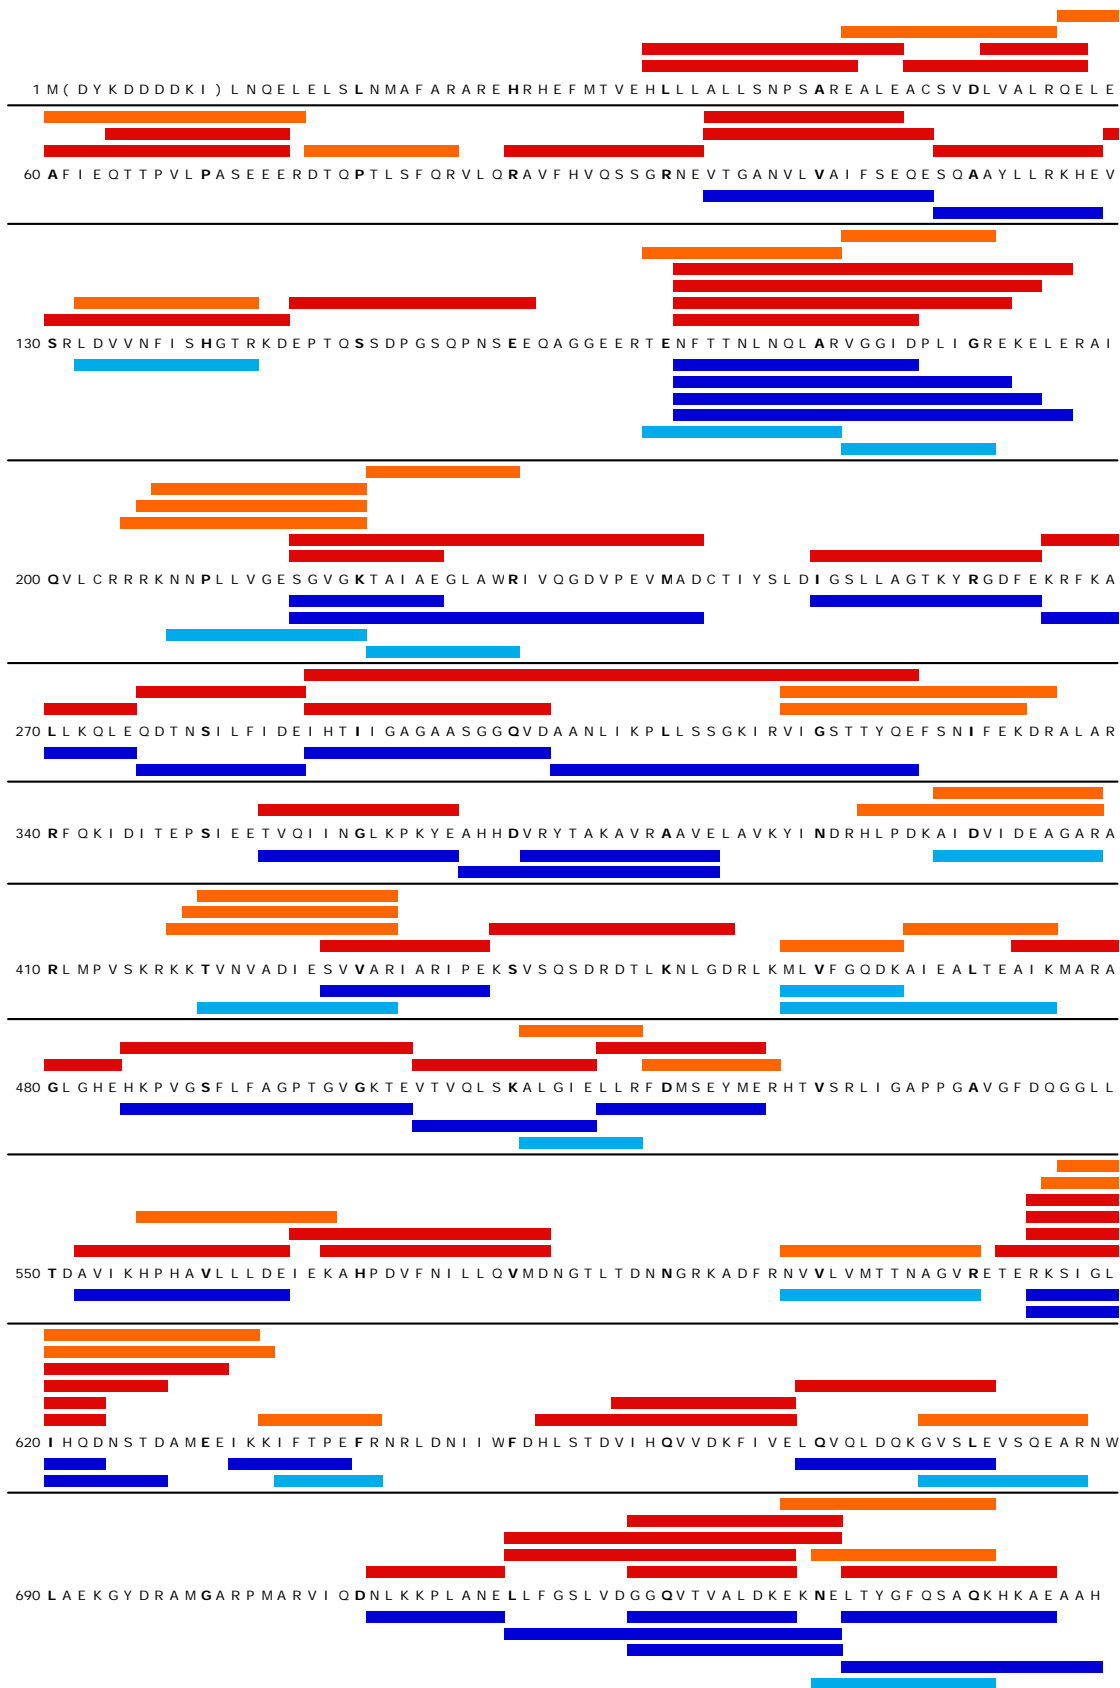 1 M ( D Y K D D D D K I ) L N Q E L E L S L N M A F A R A R E H R H E F M T V E H L L L A L L S N P S A R E A L E A C S V D L V A L R Q E L E
60 A F I E Q T T P V L P A S E E E R D T Q P T L S F Q R V L Q R A V F H V Q S S G R N E V T G A N V L V A I F S E Q E S Q A A Y L L R K H E V
130 S R L D V V N F I S H G T R K D E P T Q S S D P G S Q P N S E E Q A G G E E R T E N F T T N L N Q L A R V G G I D P L I G R E K E L E R A I
200 Q V L C R R R K N N P L L V G E S G V G K T A I A E G L A W R I V Q G D V P E V M A D C T I Y S L D I G S L L A G T K Y R G D F E K R F K A
270 L L K Q L E Q D T N S I L F I D E I H T I I G A G A A S G G Q V D A A N L I K P L L S S G K I R V I G S T T Y Q E F S N I F E K D R A L A R
340 R F Q K I D I T E P S I E E T V Q I I N G L K P K Y E A H H D V R Y T A K A V R A A V E L A V K Y I N D R H L P D K A I D V I D E A G A R A
410 R L M P V S K R K K T V N V A D I E S V V A R I A R I P E K S V S Q S D R D T L K N L G D R L K M L V F G Q D K A I E A L T E A I K M A R A
480 G L G H E H K P V G S F L F A G P T G V G K T E V T V Q L S K A L G I E L L R F D M S E Y M E R H T V S R L I G A P P G A V G F D Q G G L L
550 T D A V I K H P H A V L L L D E I E K A H P D V F N I L L Q V M D N G T L T D N N G R K A D F R N V V L V M T T N A G V R E T E R K S I G L
620 I H Q D N S T D A M E E I K K I F T P E F R N R L D N I I W F D H L S T D V I H Q V V D K F I V E L Q V Q L D Q K G V S L E V S Q E A R N W
690 L A E K G Y D R A M G A R P M A R V I Q D N L K K P L A N E L L F G S L V D G G Q V T V A L D K E K N E L T Y G F Q S A Q K H K A E A A H